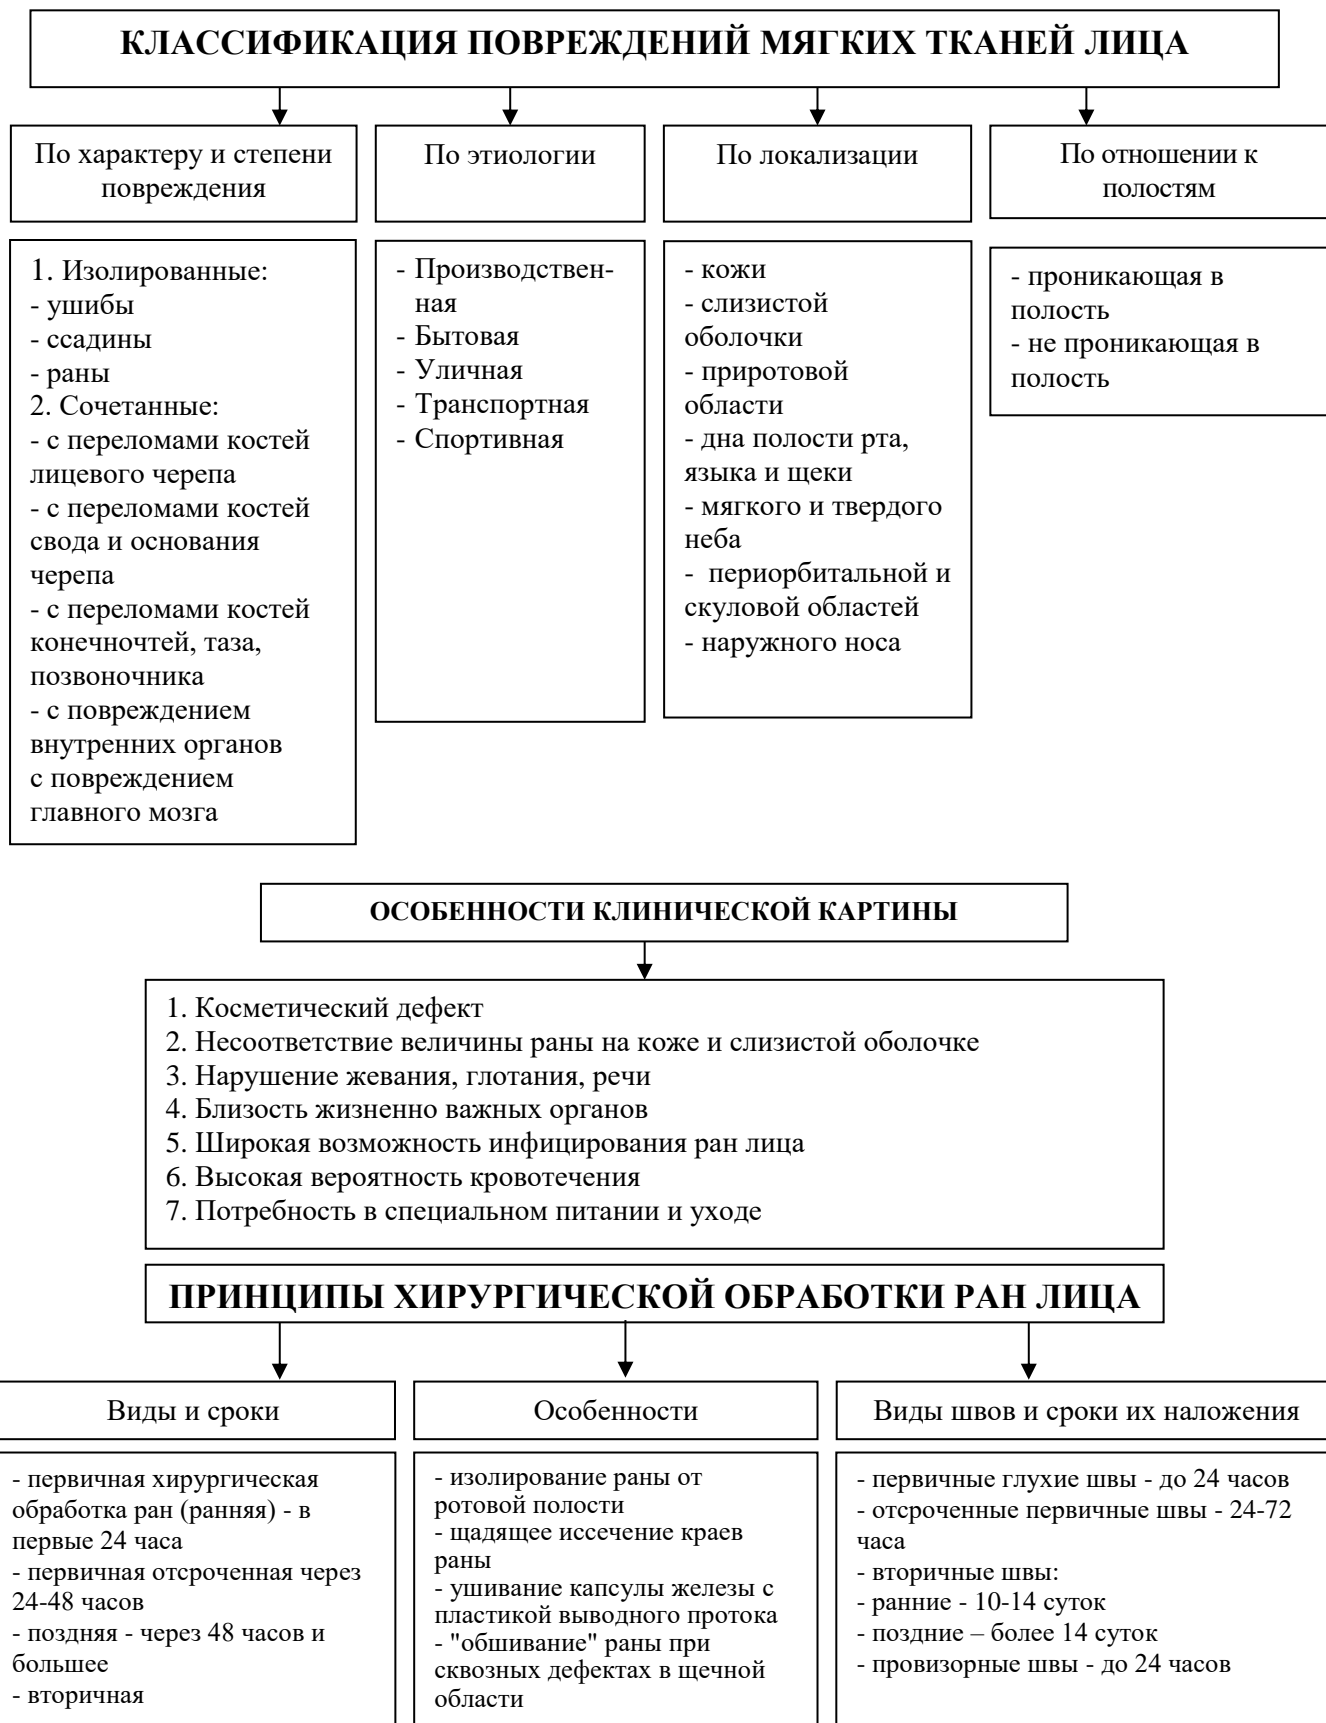 КЛАССИФИКАЦИЯ ПОВРЕЖДЕНИЙ МЯГКИХ ТКАНЕЙ ЛИЦА
По характеру и степени
повреждения
1. Изолированные:
- ушибы
- ссадины
- раны
2. Сочетанные:
- с переломами костей
лицевого черепа
- с переломами костей
свода и основания
черепа
- с переломами костей
конечночтей, таза,
позвоночника
- с повреждением
внутренних органов
с повреждением
главного мозга
По этиологии
- Производствен-
ная
- Бытовая
- Уличная
- Транспортная
- Спортивная
По локализации
- кожи
- слизистой
оболочки
- приротовой
области
- дна полости рта,
языка и щеки
- мягкого и твердого
неба
- периорбитальной и
скуловой областей
- наружного носа
По отношении к
полостям
- проникающая в
полость
- не проникающая в
полость
ОСОБЕННОСТИ КЛИНИЧЕСКОЙ КАРТИНЫ
1. Косметический дефект
2. Несоответствие величины раны на коже и слизистой оболочке
3. Нарушение жевания, глотания, речи
4. Близость жизненно важных органов
5. Широкая возможность инфицирования ран лица
6. Высокая вероятность кровотечения
7. Потребность в специальном питании и уходе
ПРИНЦИПЫ ХИРУРГИЧЕСКОЙ ОБРАБОТКИ РАН ЛИЦА
Виды и сроки
- первичная хирургическая
обработка ран (ранняя) - в
первые 24 часа
- первичная отсроченная через
24-48 часов
- поздняя - через 48 часов и
большее
- вторичная
Особенности
- изолирование раны от
ротовой полости
- щадящее иссечение краев
раны
- ушивание капсулы железы с
пластикой выводного протока
- "обшивание" раны при
сквозных дефектах в щечной
области
Виды швов и сроки их наложения
- первичные глухие швы - до 24 часов
- отсроченные первичные швы - 24-72
часа
- вторичные швы:
- ранние - 10-14 суток
- поздние – более 14 суток
- провизорные швы - до 24 часов